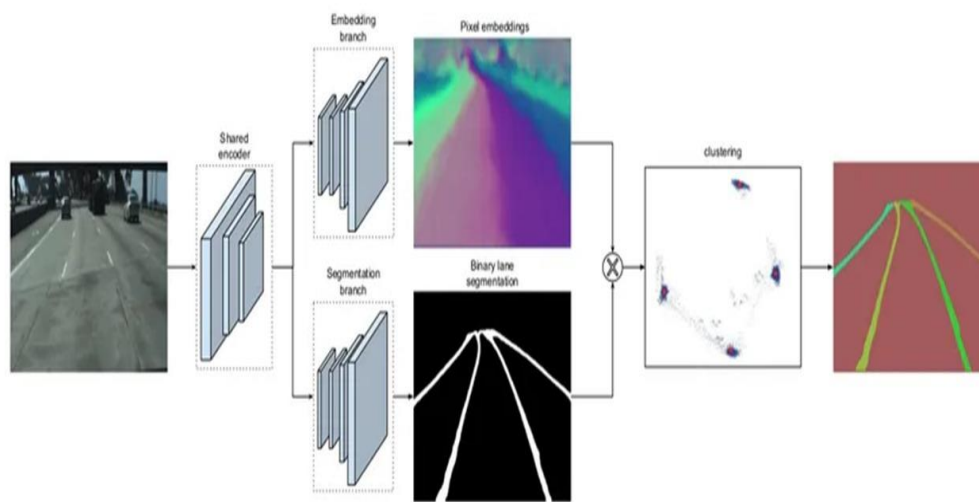 Embedding
branch
Pixel embeddings
Shared
encoder
clustering
Segmentation
branch
Binary lane
segmentation